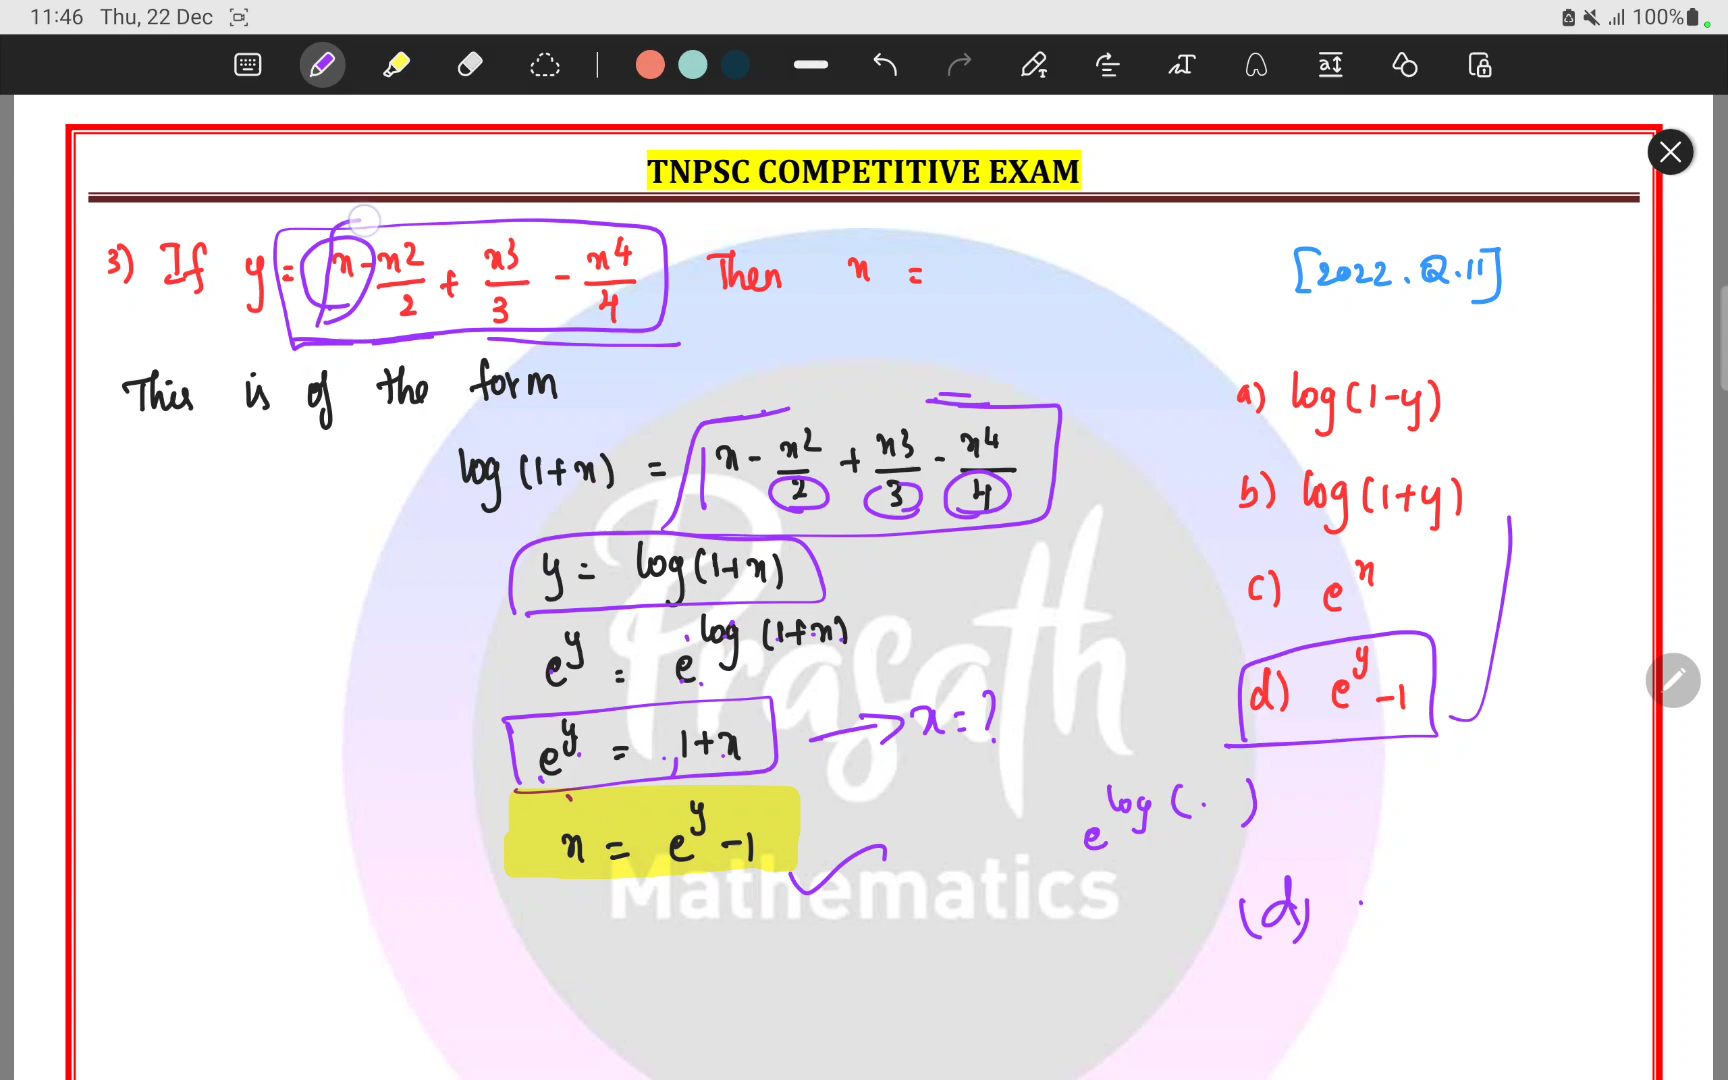 11:46 Thu, 22 Dec
100%
TNPSC COMPETITIVE EXAM
3) If y = x - x2/2 + x3/3 - x4/4 Then x =
[2022. Q.11]
This is of the form
log (1+x) = x - x2/2 + x3/3 - x4/4
y = log(1+x)
e^y = e^log (1+x)
e^y = 1+x → x = ?
x = e^y -1
a) log(1-y)
b) log(1+y)
c) e^x
d) e^y -1
e^log ( . )
(d)
Prasath
Mathematics